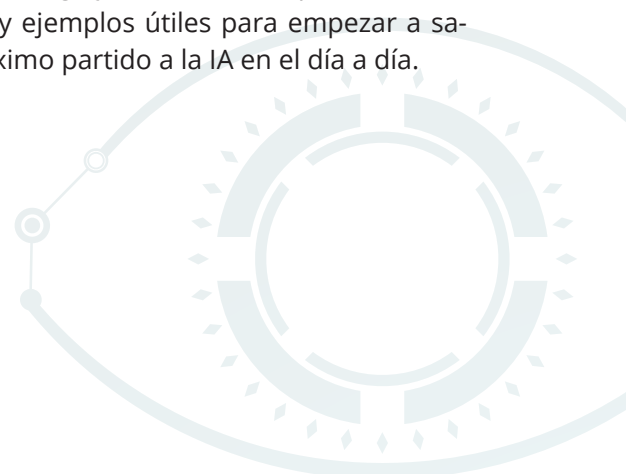 y ejemplos útiles para empezar a sa-
ximo partido a la IA en el día a día.